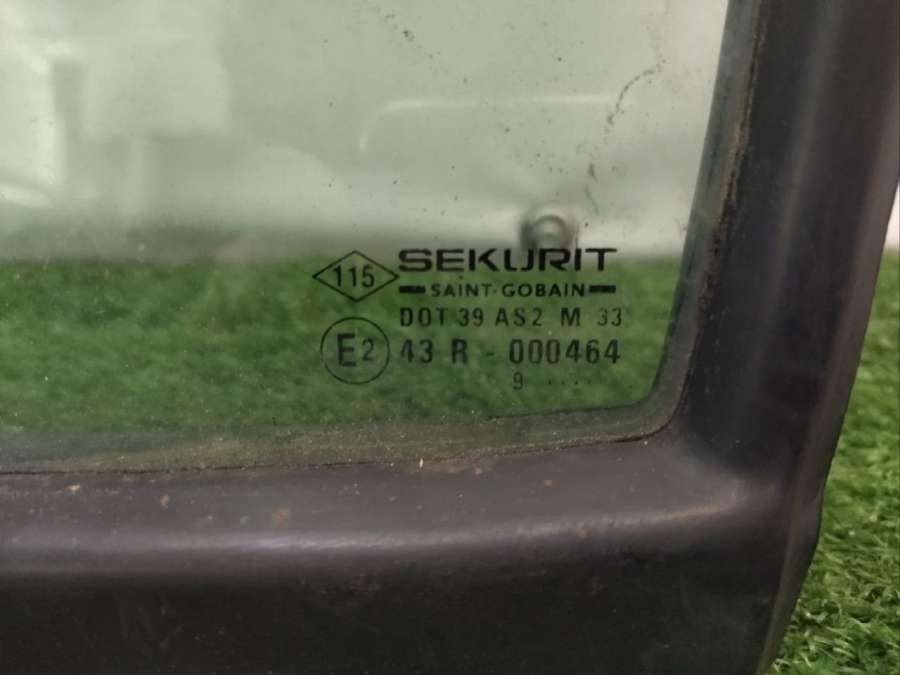 115 SEKURIT
SAINT-GOBAIN
DOT 39 AS2 M 33
E2 43 R - 000464
9 ....